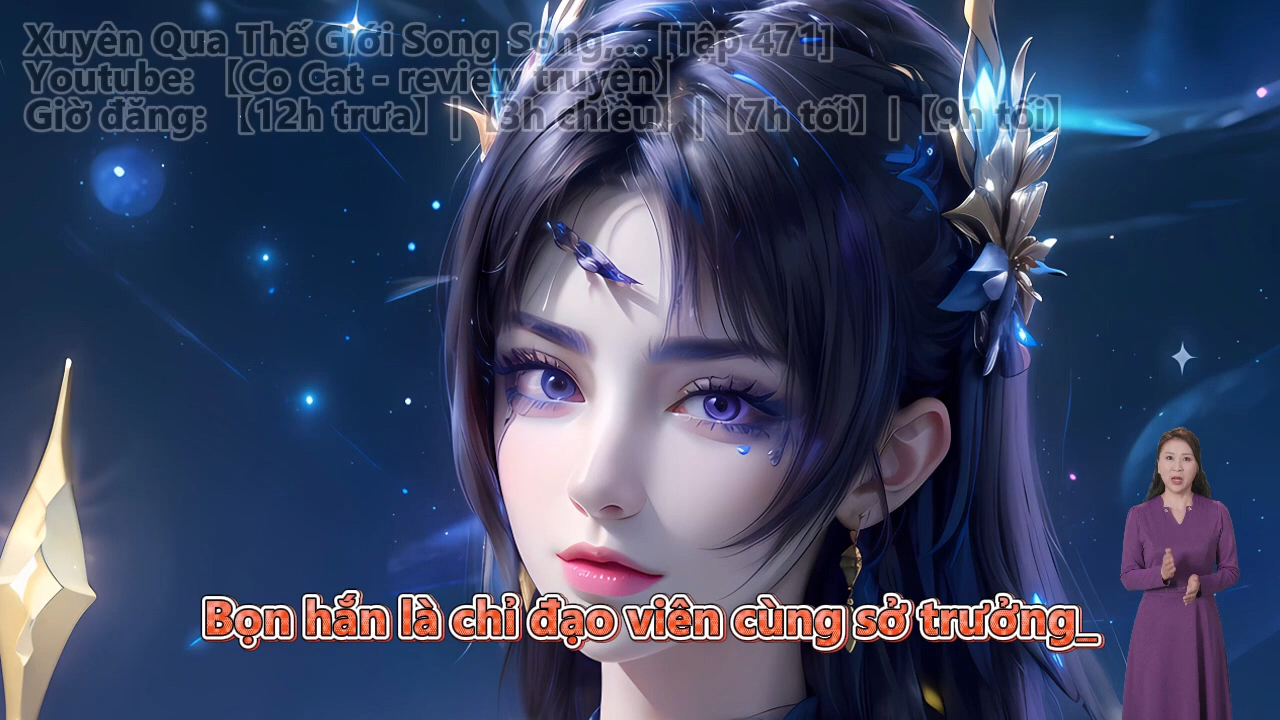 Xuyên Qua Thế Giới Song Song,... [Tập 471]
Youtube: [Co Cat - review truyện]
Giờ đăng: [12h trưa] | [3h chiều] | [7h tối] | [9h tối]
Bọn hắn là chỉ đạo viên cùng sở trưởng_